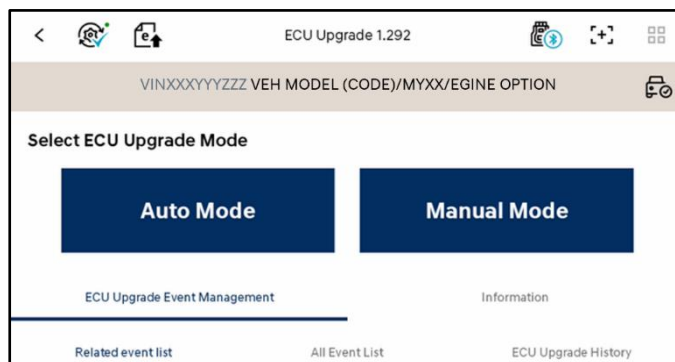 ECU Upgrade 1.292
VINXXXYYYZZZ VEH MODEL (CODE)/MYXX/EGINE OPTION
Select ECU Upgrade Mode
Auto Mode Manual Mode
ECU Upgrade Event Management Information
Related event list All Event List ECU Upgrade History